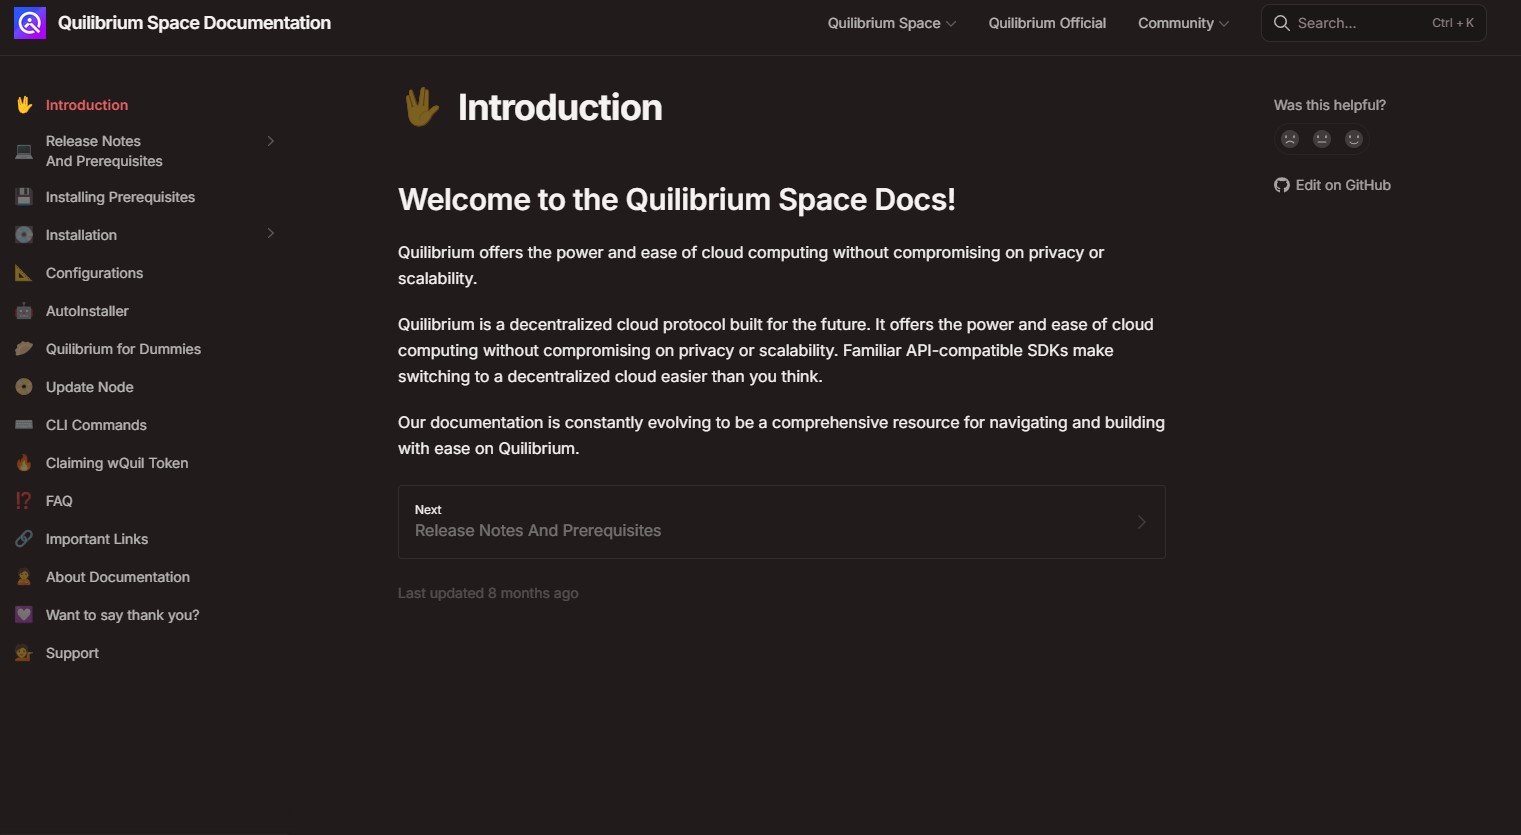 Quilibrium Space Documentation
Quilibrium Space
Quilibrium Official
Community
Search...
Ctrl + K
Introduction
Release Notes
And Prerequisites
Installing Prerequisites
Installation
Configurations
AutoInstaller
Quilibrium for Dummies
Update Node
CLI Commands
Claiming wQuil Token
FAQ
Important Links
About Documentation
Want to say thank you?
Support
Introduction
Welcome to the Quilibrium Space Docs!
Quilibrium offers the power and ease of cloud computing without compromising on privacy or
scalability.
Quilibrium is a decentralized cloud protocol built for the future. It offers the power and ease of cloud
computing without compromising on privacy or scalability. Familiar API-compatible SDKs make
switching to a decentralized cloud easier than you think.
Our documentation is constantly evolving to be a comprehensive resource for navigating and building
with ease on Quilibrium.
Next
Release Notes And Prerequisites
Last updated 8 months ago
Was this helpful?
Edit on GitHub